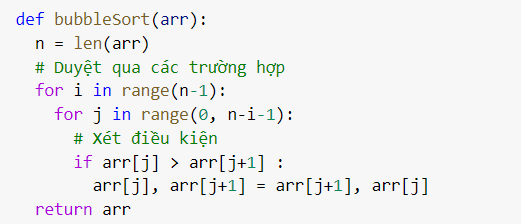 def bubbleSort(arr):
  n = len(arr)
  # Duyệt qua các trường hợp
  for i in range(n-1):
    for j in range(0, n-i-1):
      # Xét điều kiện
      if arr[j] > arr[j+1] :
        arr[j], arr[j+1] = arr[j+1], arr[j]
  return arr